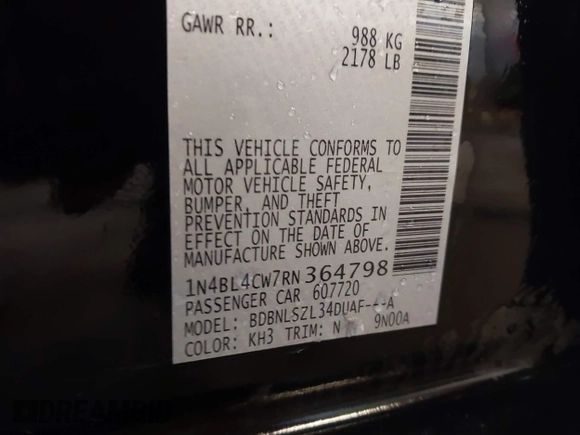 GAWR RR.: 988 KG
2178 LB
THIS VEHICLE CONFORMS TO
ALL APPLICABLE FEDERAL
MOTOR VEHICLE SAFETY,
BUMPER, AND THEFT
PREVENTION STANDARDS IN
EFFECT ON THE DATE OF
MANUFACTURE SHOWN ABOVE.
1N4BL4CW7RN364798
PASSENGER CAR 607720
MODEL: BDBNLSZL34DUAF---A
COLOR: KH3 TRIM: N 9N00A
DREAMBID